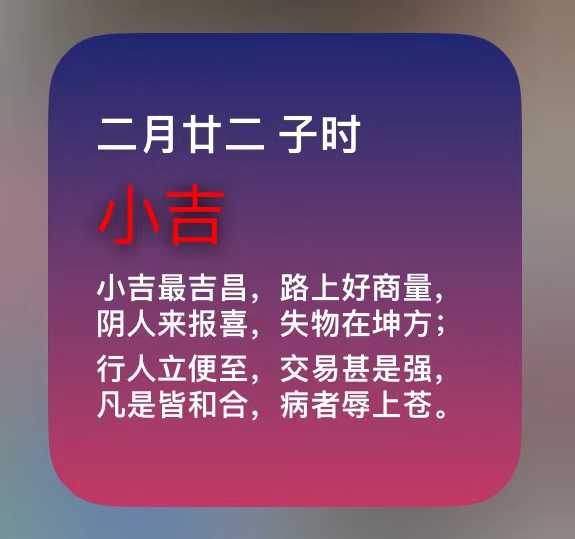 二月廿二 子时
小吉
小吉最吉昌，路上好商量，
阴人来报喜，失物在坤方；
行人立便至，交易甚是强，
凡是皆和合，病者辱上苍。